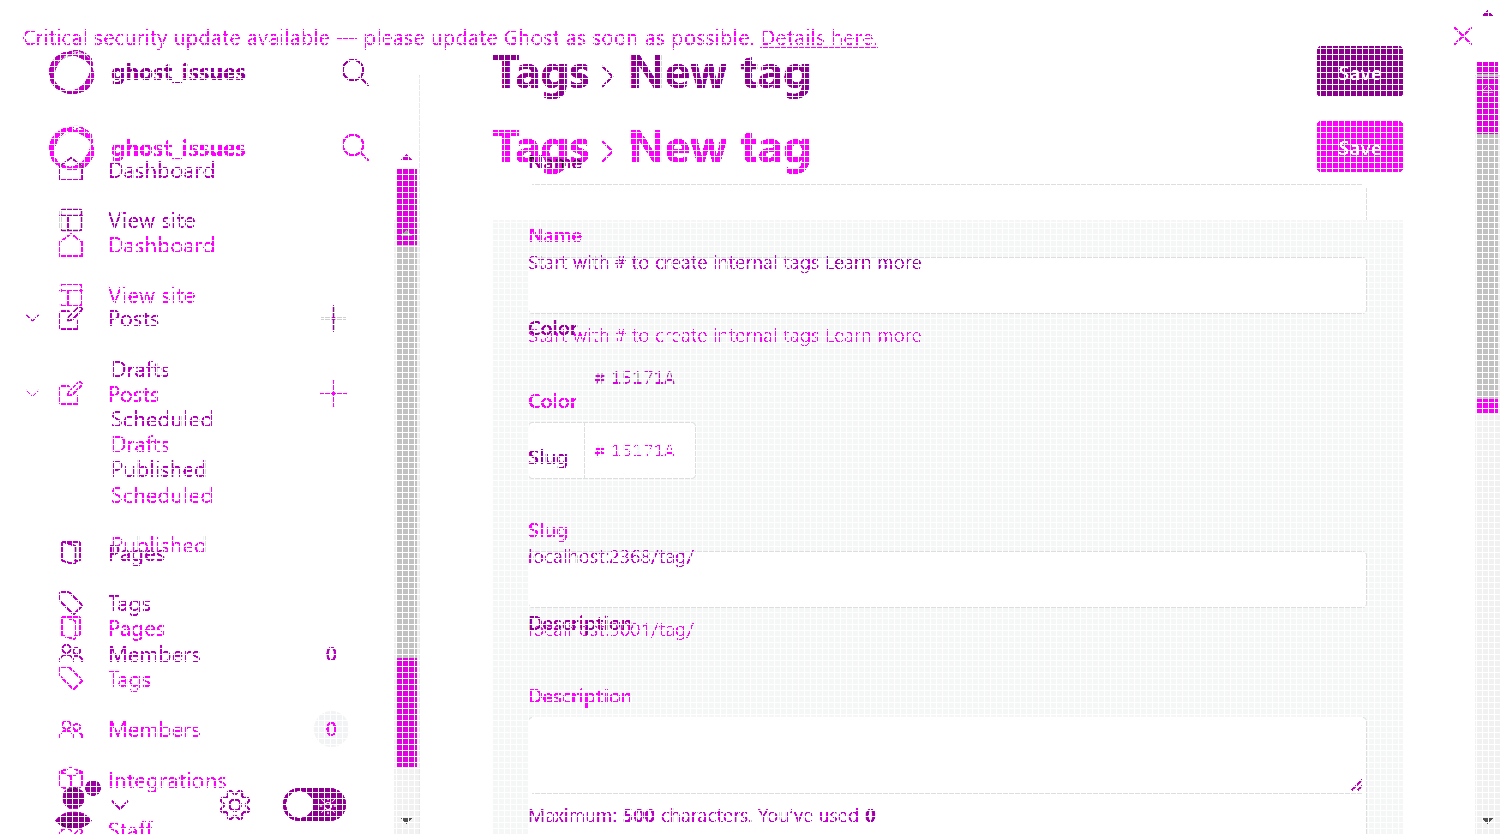 Critical security update available — please update Ghost as soon as possible. Details here.
ghost_issues
Tags › New tag
Save
ghost_issues
Tags › New tag
Save
Name
Dashboard
View site
Name
Dashboard
Start with # to create internal tags Learn more
View site
Posts
Color
Start with # to create internal tags Learn more
Drafts
# 15171A
Posts
Color
Scheduled
Drafts
# 15171A
Slug
Published
Scheduled
Slug
Published
Pages
localhost:2368/tag/
Tags
Description
localhost:3001/tag/
Pages
Members 0
Tags
Description
Members 0
Integrations
Maximum: 500 characters. You've used 0
Staff